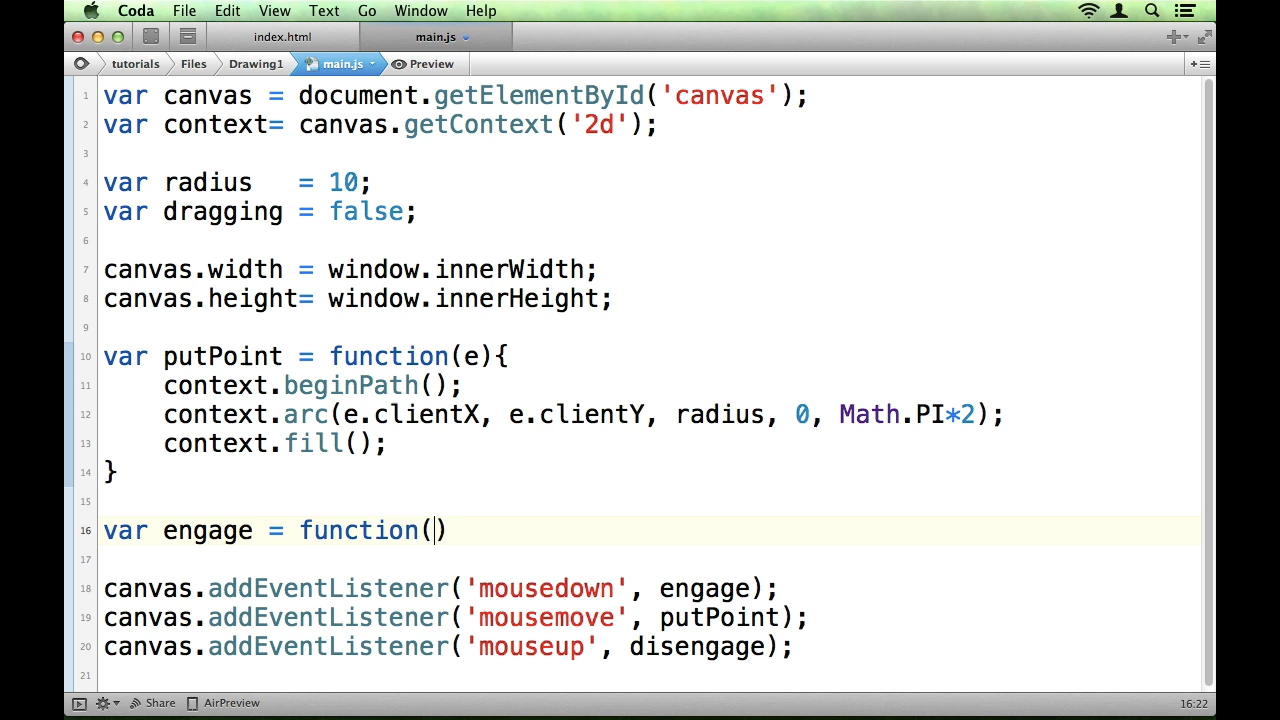 Coda File Edit View Text Go Window Help
index.html main.js
tutorials Files Drawing1 main.js Preview
1 var canvas = document.getElementById('canvas');
2 var context= canvas.getContext('2d');
3
4 var radius   = 10;
5 var dragging = false;
6
7 canvas.width = window.innerWidth;
8 canvas.height= window.innerHeight;
9
10 var putPoint = function(e){
11     context.beginPath();
12     context.arc(e.clientX, e.clientY, radius, 0, Math.PI*2);
13     context.fill();
14 }
15
16 var engage = function()
17
18 canvas.addEventListener('mousedown', engage);
19 canvas.addEventListener('mousemove', putPoint);
20 canvas.addEventListener('mouseup', disengage);
21
Share AirPreview 16:22